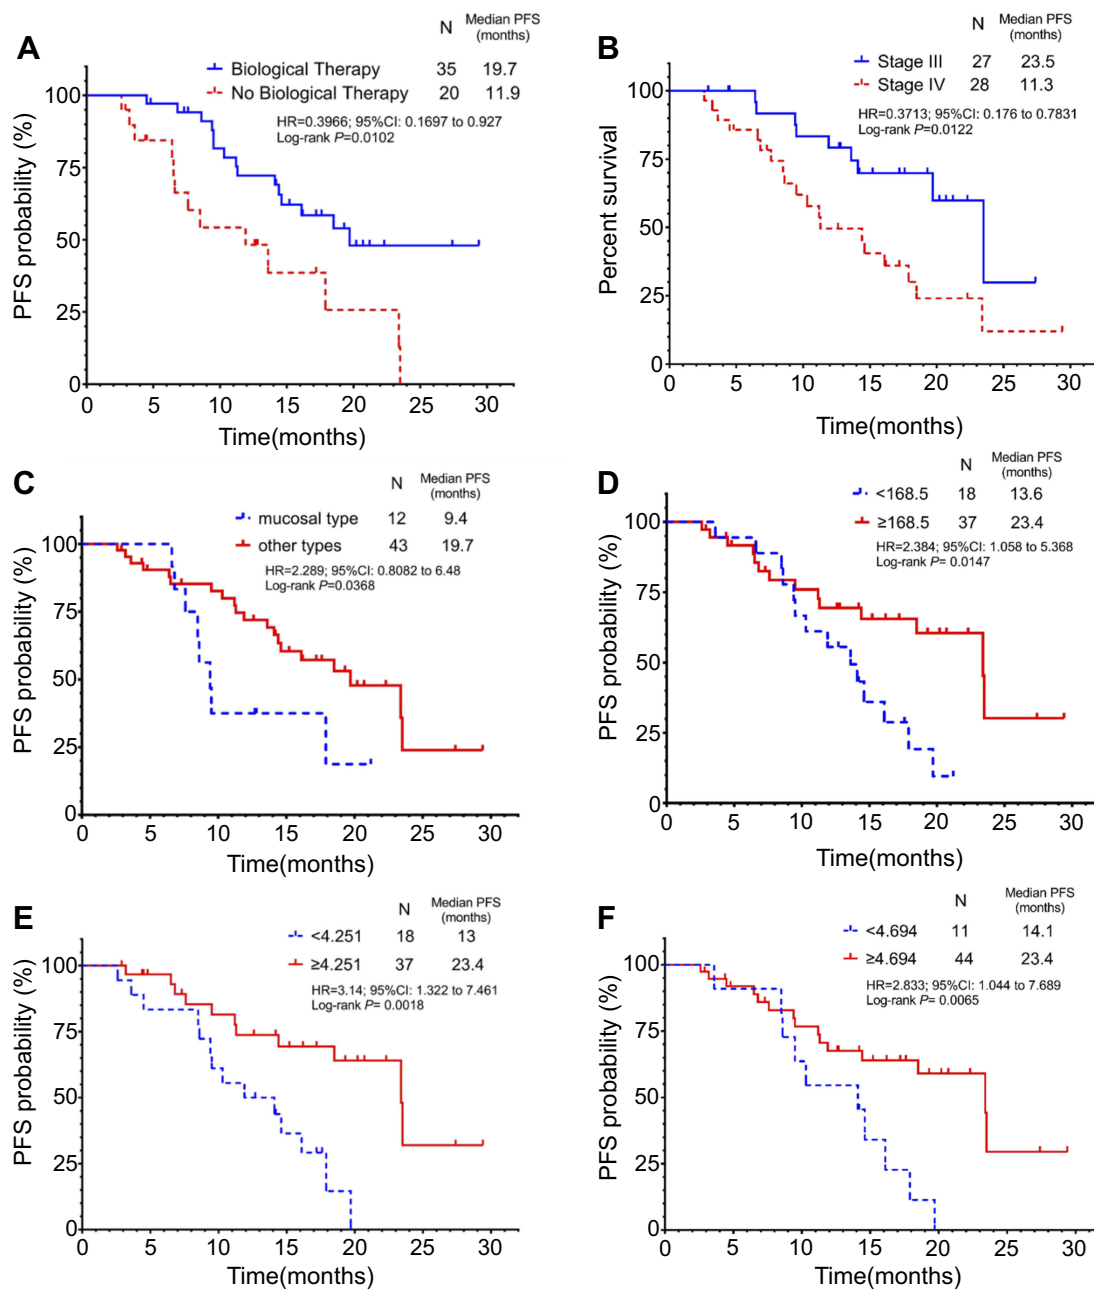 A
N Median PFS
(months)
Biological Therapy 35 19.7
No Biological Therapy 20 11.9
HR=0.3966; 95%CI: 0.1697 to 0.927
Log-rank P=0.0102
PFS probability (%)
100
75
50
25
0
0 5 10 15 20 25 30
Time(months)
B
N Median PFS
(months)
Stage III 27 23.5
Stage IV 28 11.3
HR=0.3713; 95%CI: 0.176 to 0.7831
Log-rank P=0.0122
Percent survival
100
75
50
25
0
0 5 10 15 20 25 30
Time(months)
C
N Median PFS
(months)
mucosal type 12 9.4
other types 43 19.7
HR=2.289; 95%CI: 0.8082 to 6.48
Log-rank P=0.0368
PFS probability (%)
100
75
50
25
0
0 5 10 15 20 25 30
Time(months)
D
N Median PFS
(months)
<168.5 18 13.6
≥168.5 37 23.4
HR=2.384; 95%CI: 1.058 to 5.368
Log-rank P= 0.0147
PFS probability (%)
100
75
50
25
0
0 5 10 15 20 25 30
Time(months)
E
N Median PFS
(months)
<4.251 18 13
≥4.251 37 23.4
HR=3.14; 95%CI: 1.322 to 7.461
Log-rank P= 0.0018
PFS probability (%)
100
75
50
25
0
0 5 10 15 20 25 30
Time(months)
F
N Median PFS
(months)
<4.694 11 14.1
≥4.694 44 23.4
HR=2.833; 95%CI: 1.044 to 7.689
Log-rank P= 0.0065
PFS probability (%)
100
75
50
25
0
0 5 10 15 20 25 30
Time(months)